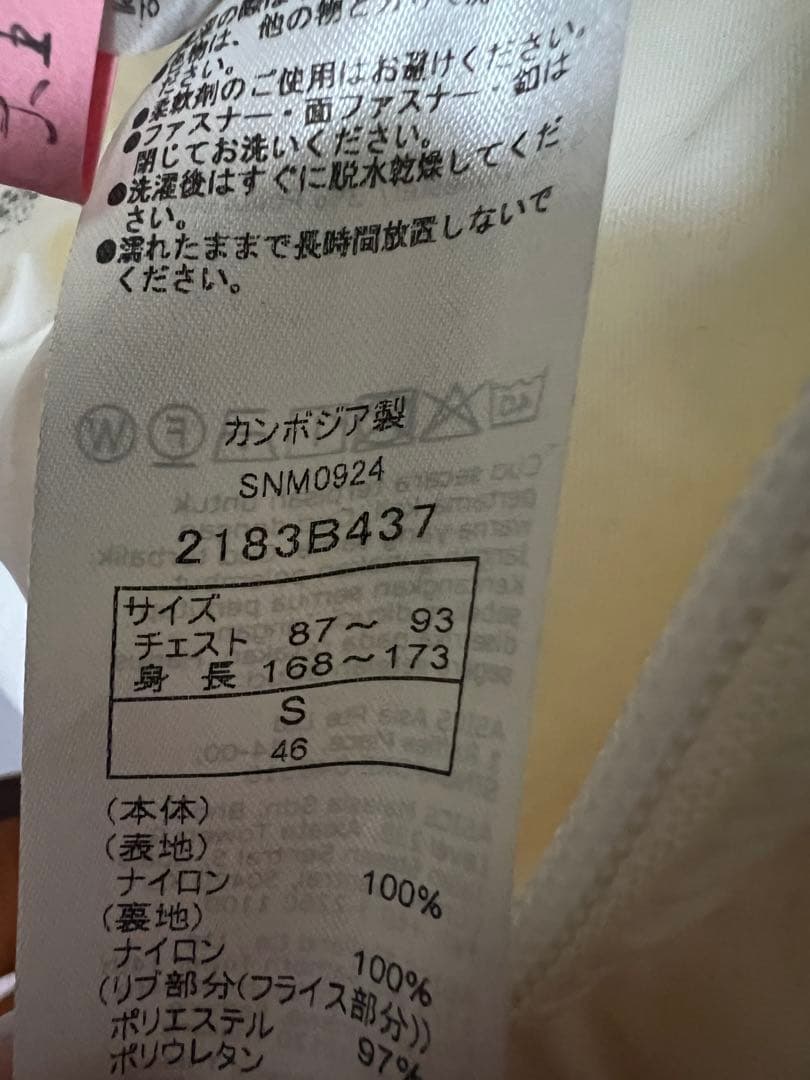 色物は、他の物と分けて洗
ださい。
●柔軟剤のご使用はお避けください。
●ファスナー・面ファスナー・釦は
閉じてお洗いください。
●洗濯後はすぐに脱水乾燥してくだ
さい。
●濡れたままで長時間放置しないで
ください。
カンボジア製
SNM0924
2183B437
サイズ
チェスト 87～ 93
身 長 168～173
S
46
(本体)
(表地)
ナイロン 100%
(裏地)
ナイロン 100%
(リブ部分(フライス部分))
ポリエステル 97%
ポリウレタン